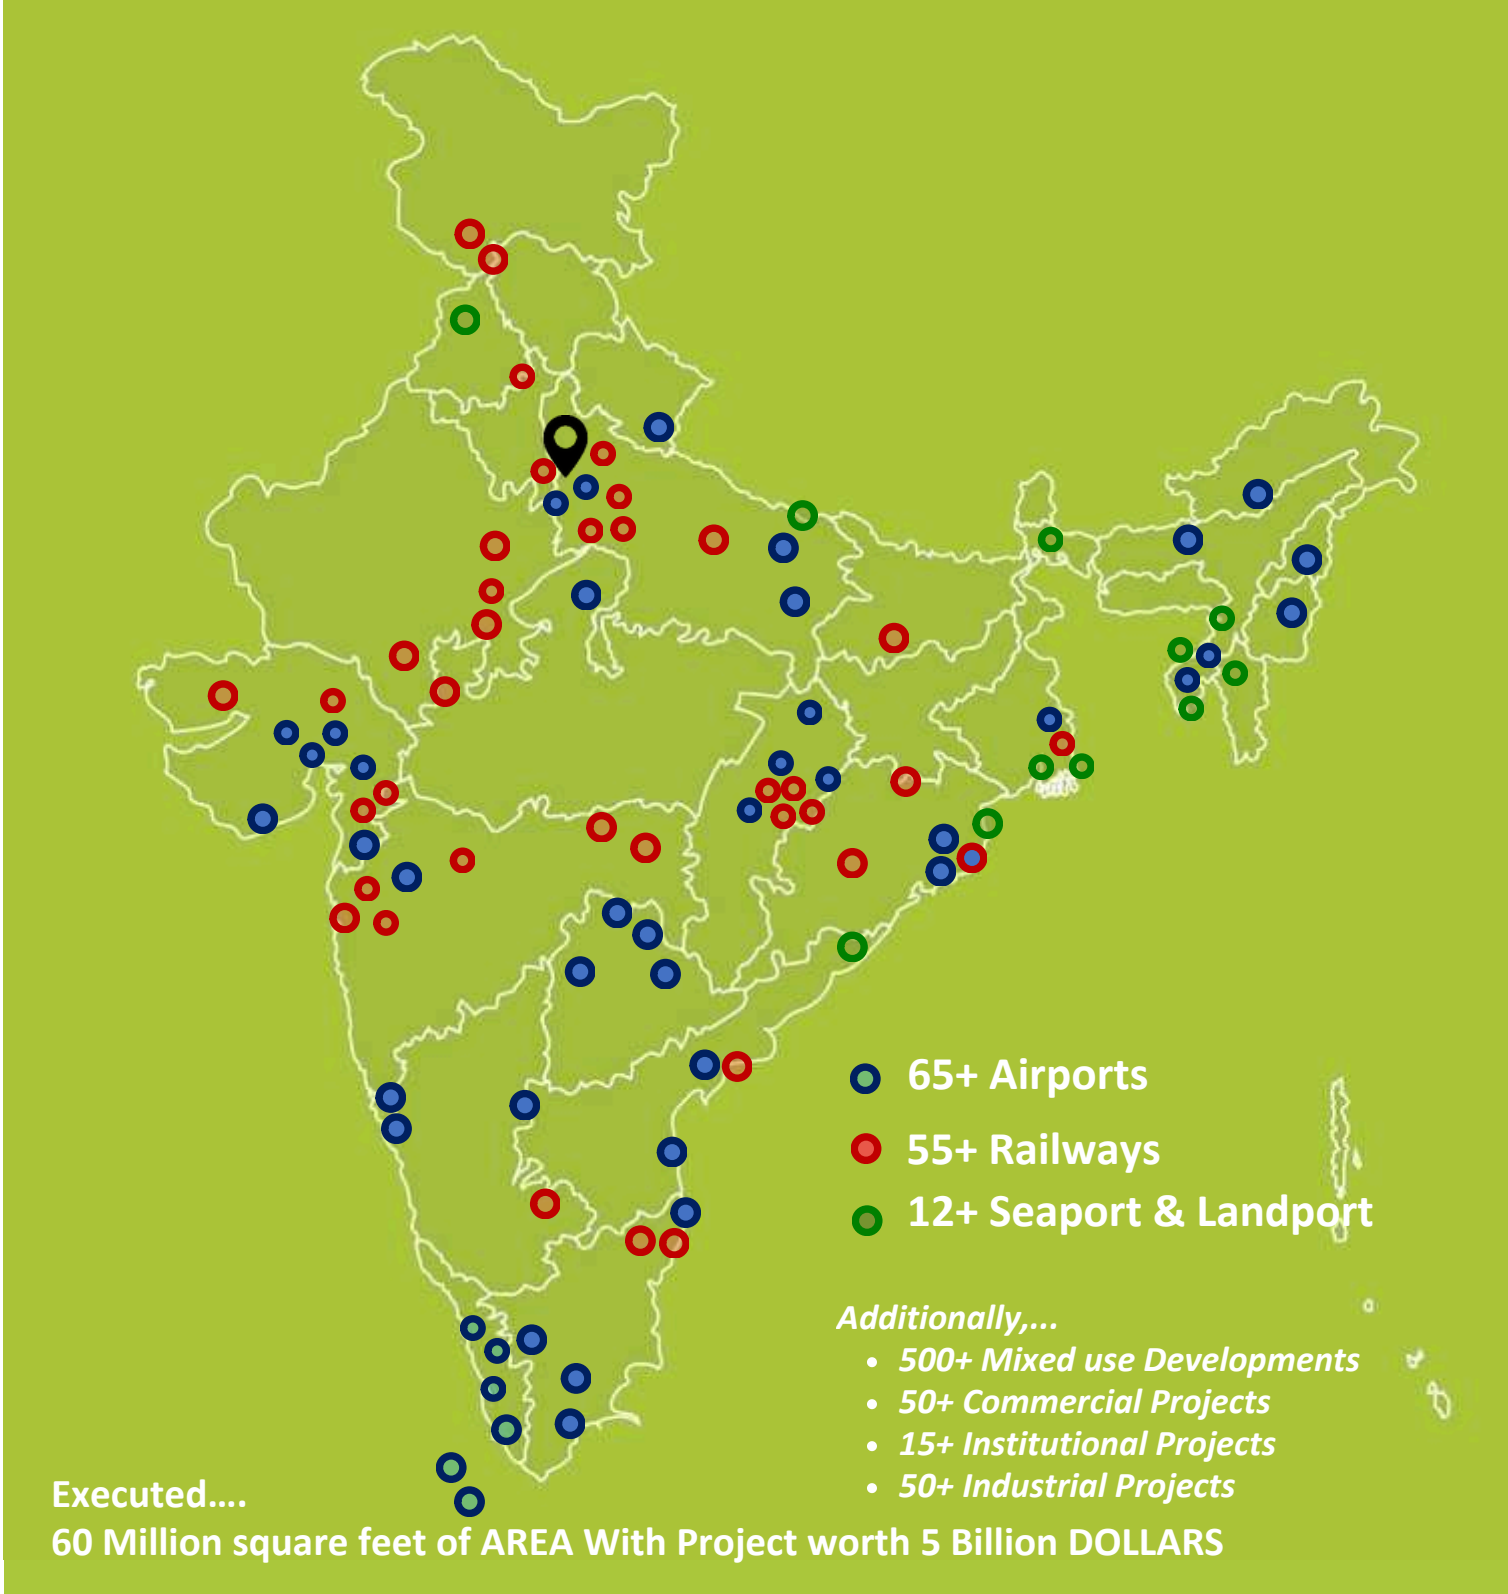 65+ Airports
55+ Railways
12+ Seaport & Landport
Additionally,...
• 500+ Mixed use Developments
• 50+ Commercial Projects
• 15+ Institutional Projects
• 50+ Industrial Projects
Executed....
60 Million square feet of AREA With Project worth 5 Billion DOLLARS